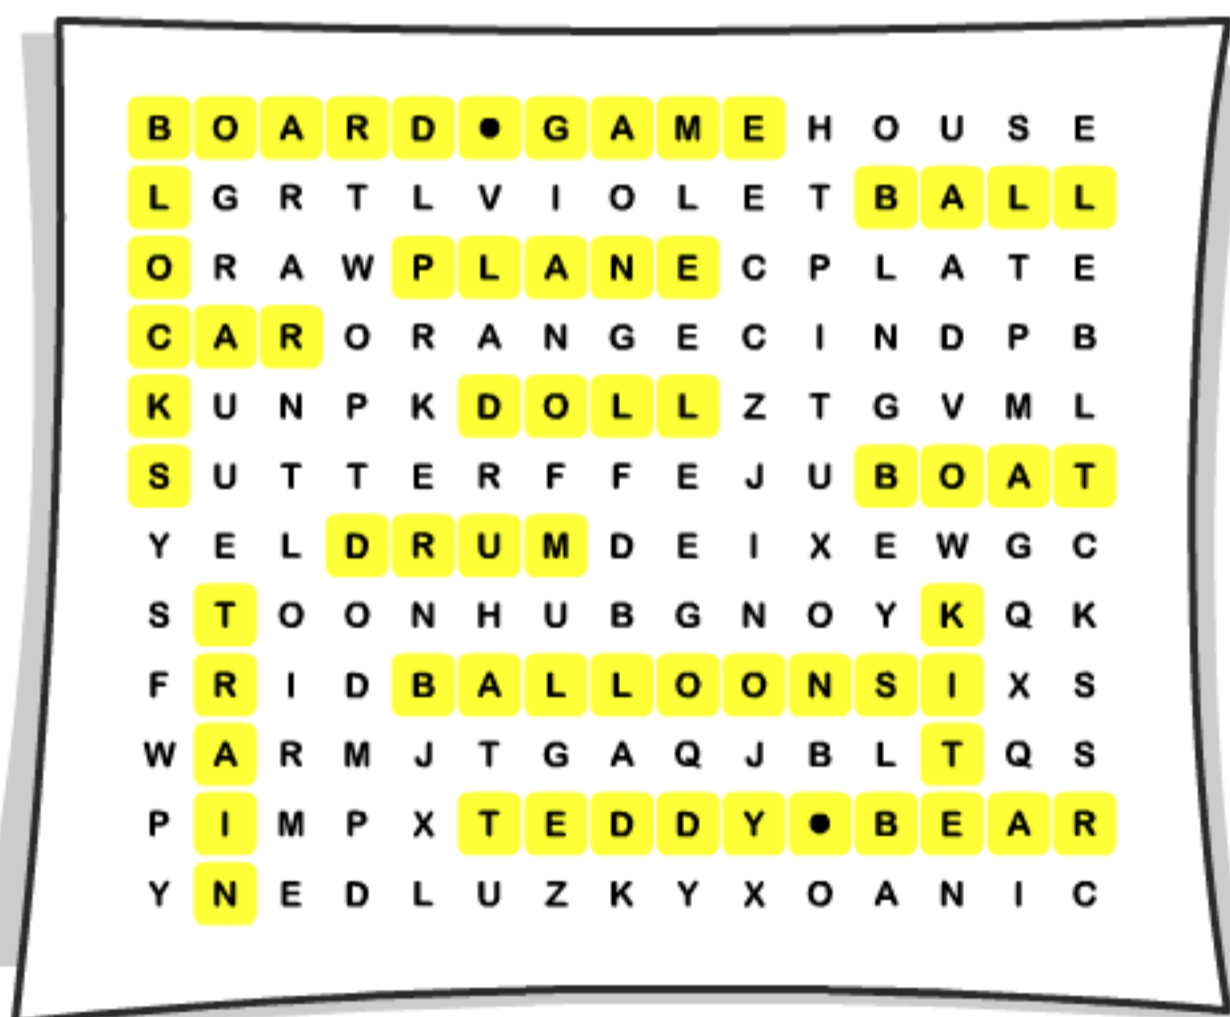 B O A R D • G A M E H O U S E
L G R T L V I O L E T B A L L
O R A W P L A N E C P L A T E
C A R O R A N G E C I N D P B
K U N P K D O L L Z T G V M L
S U T T E R F F E J U B O A T
Y E L D R U M D E I X E W G C
S T O O N H U B G N O Y K Q K
F R I D B A L L O O N S I X S
W A R M J T G A Q J B L T Q S
P I M P X T E D D Y • B E A R
Y N E D L U Z K Y X O A N I C